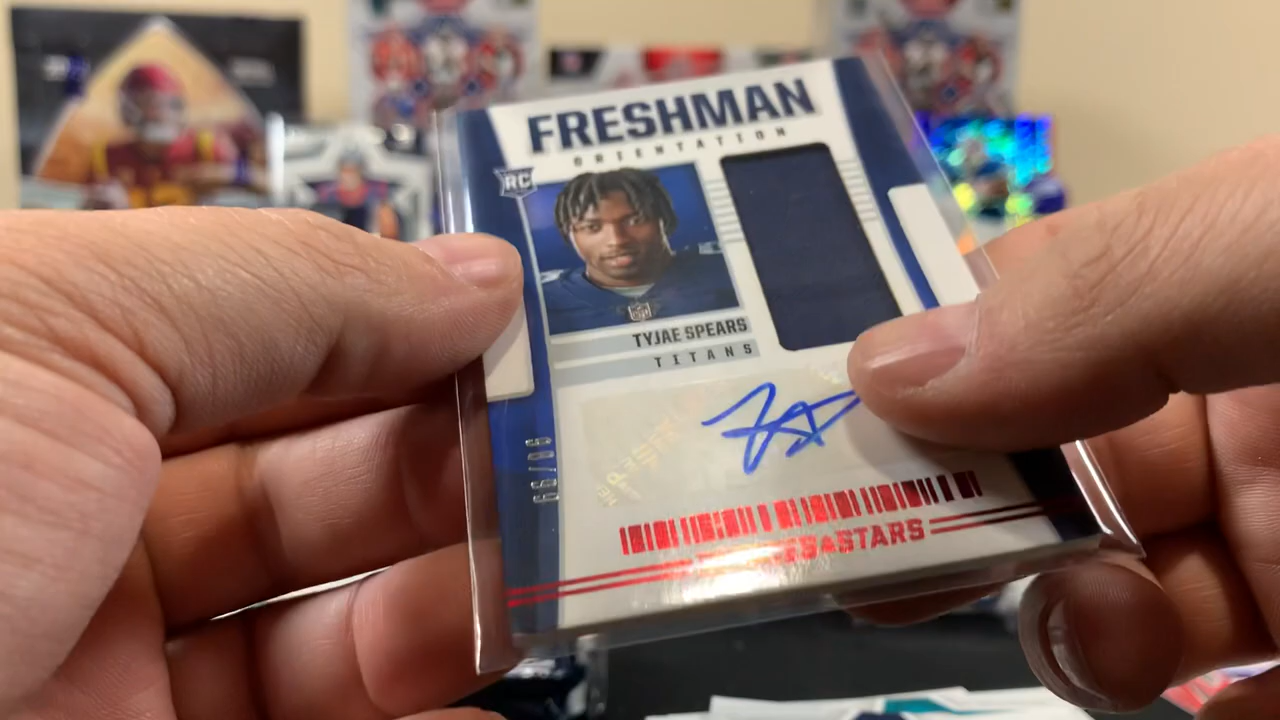 FRESHMAN
ORIENTATION
RC
TYJAE SPEARS
TITANS
&STARS